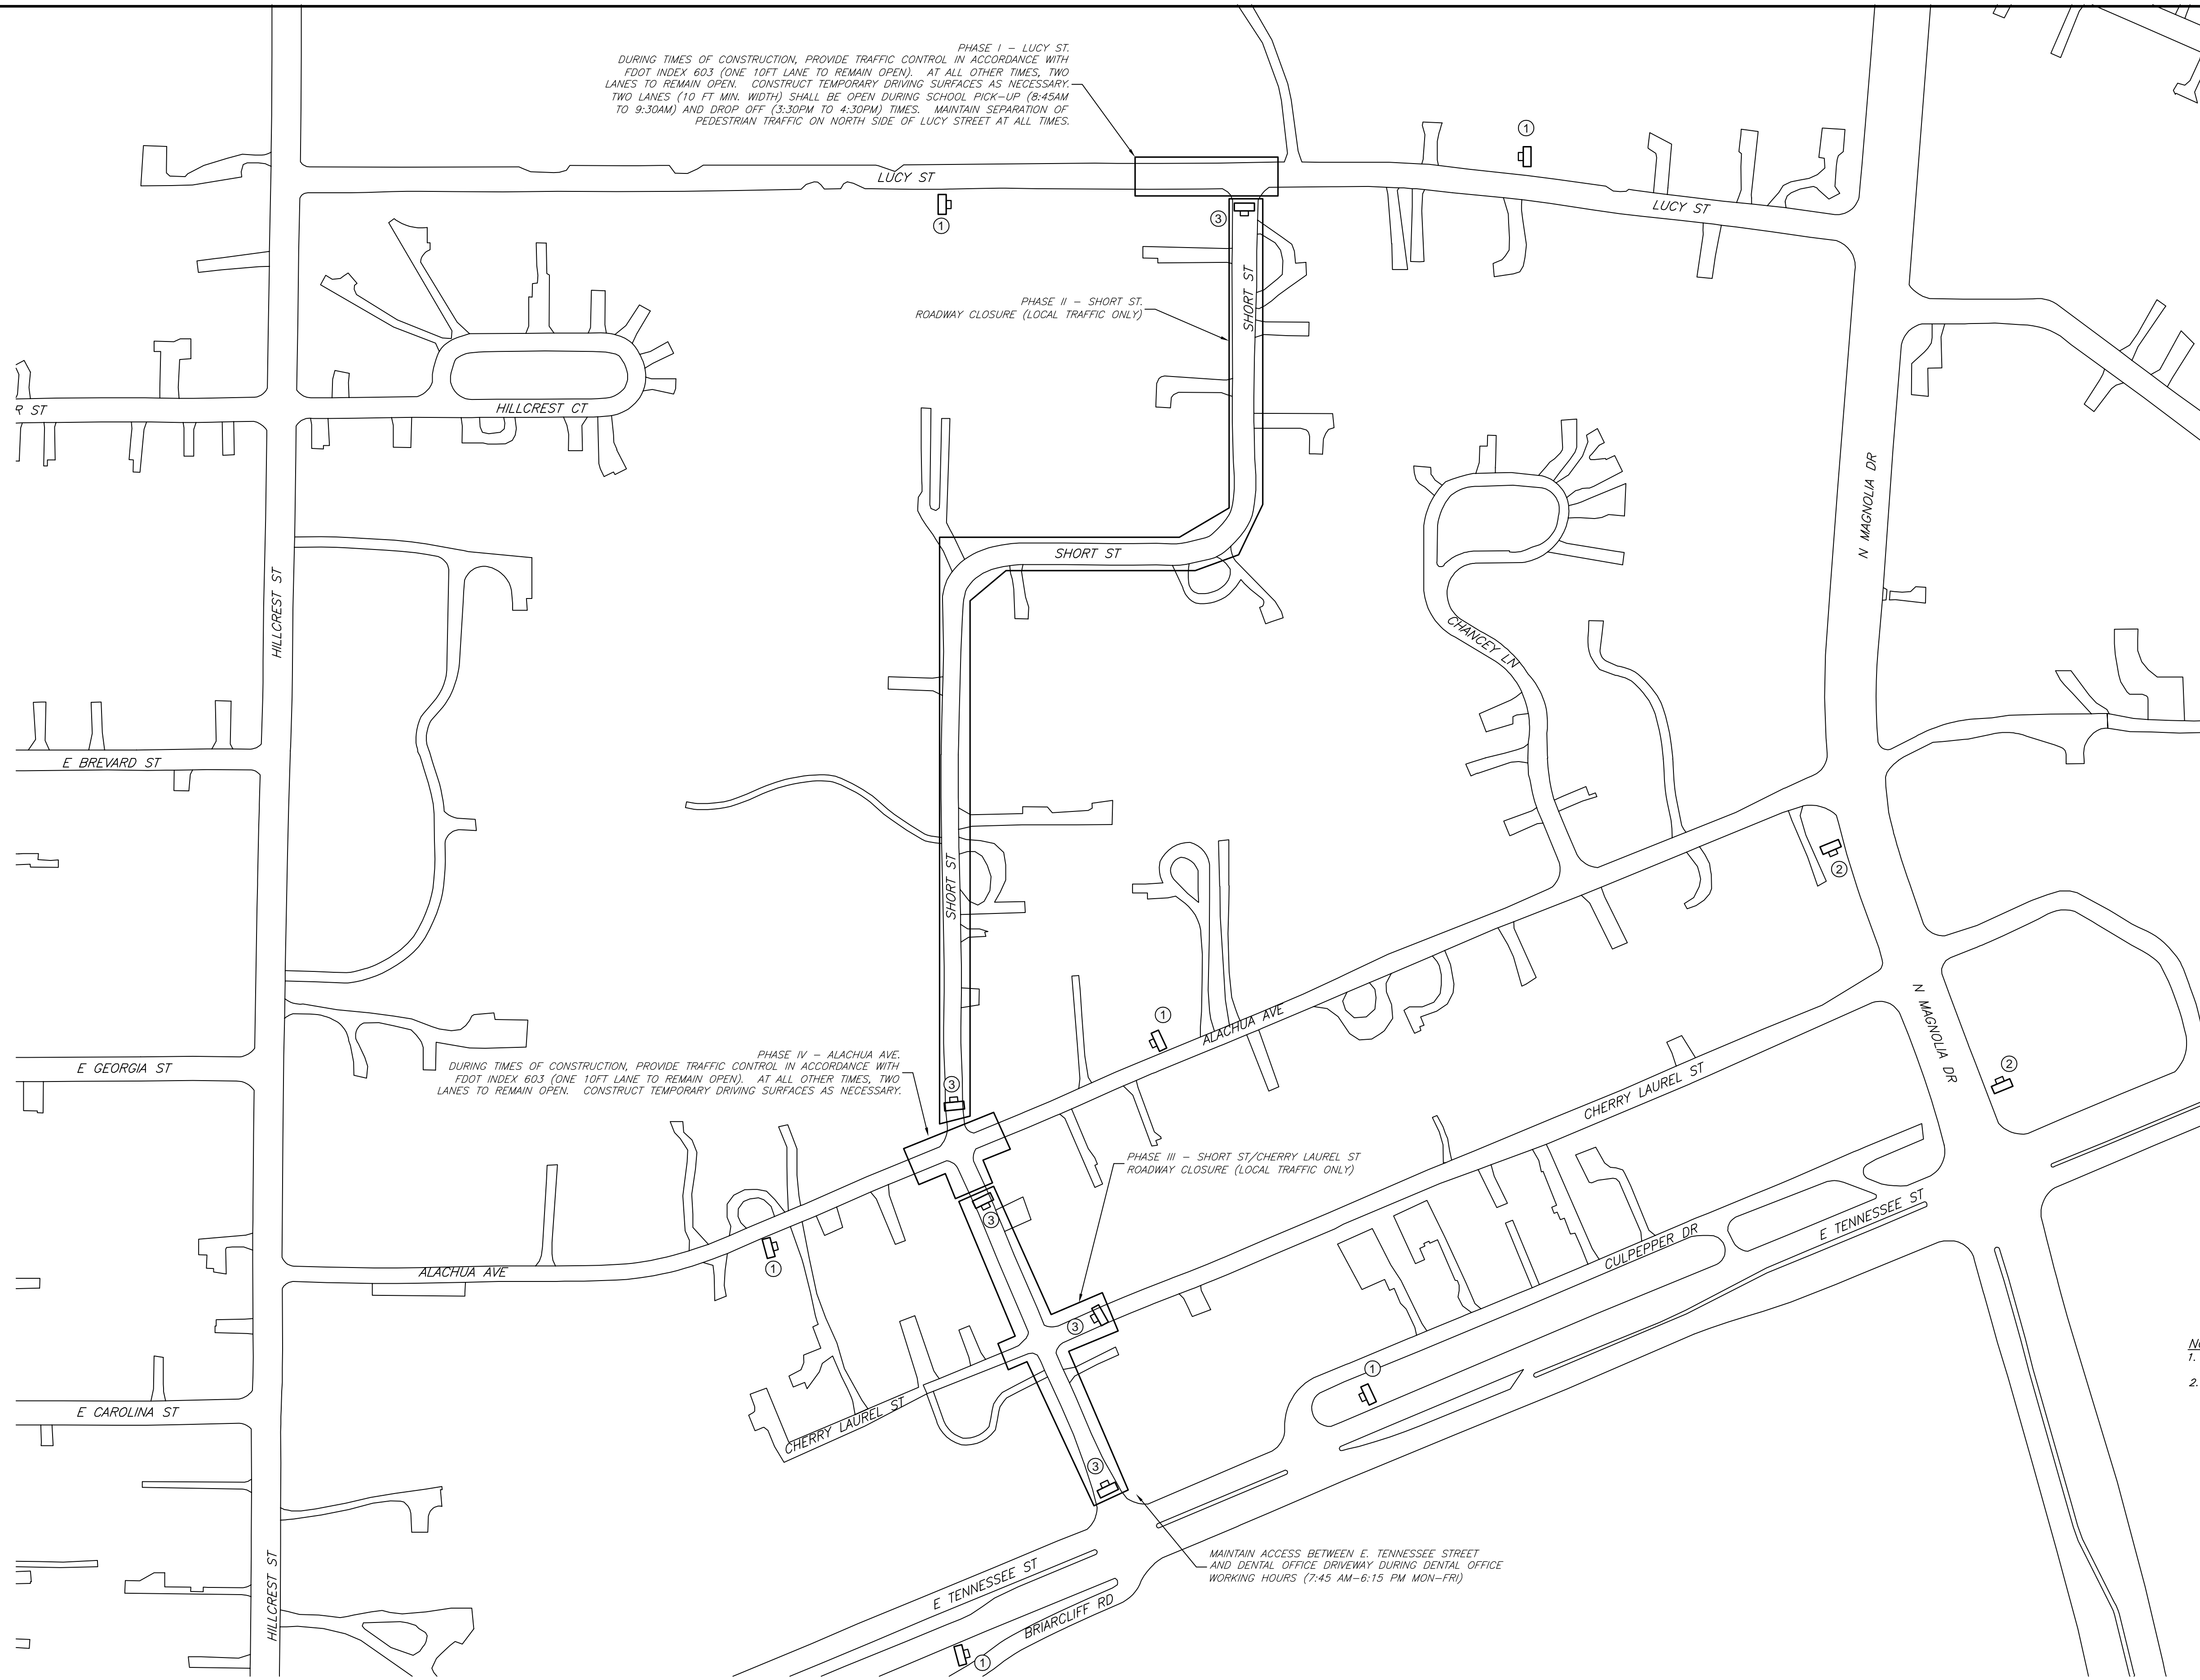 PHASE I – LUCY ST.
DURING TIMES OF CONSTRUCTION, PROVIDE TRAFFIC CONTROL IN ACCORDANCE WITH
FDOT INDEX 603 (ONE 10FT LANE TO REMAIN OPEN). AT ALL OTHER TIMES, TWO
LANES TO REMAIN OPEN. CONSTRUCT TEMPORARY DRIVING SURFACES AS NECESSARY.
TWO LANES (10 FT MIN. WIDTH) SHALL BE OPEN DURING SCHOOL PICK–UP (8:45AM
TO 9:30AM) AND DROP OFF (3:30PM TO 4:30PM) TIMES. MAINTAIN SEPARATION OF
PEDESTRIAN TRAFFIC ON NORTH SIDE OF LUCY STREET AT ALL TIMES.
1
LUCY ST
LUCY ST
1
3
SHORT ST
PHASE II – SHORT ST.
ROADWAY CLOSURE (LOCAL TRAFFIC ONLY)
R ST
HILLCREST CT
N MAGNOLIA DR
SHORT ST
HILLCREST ST
CHANCEY LN
E BREVARD ST
SHORT ST
2
1
ALACHUA AVE
N MAGNOLIA DR
2
E GEORGIA ST
PHASE IV – ALACHUA AVE.
DURING TIMES OF CONSTRUCTION, PROVIDE TRAFFIC CONTROL IN ACCORDANCE WITH
FDOT INDEX 603 (ONE 10FT LANE TO REMAIN OPEN). AT ALL OTHER TIMES, TWO
LANES TO REMAIN OPEN. CONSTRUCT TEMPORARY DRIVING SURFACES AS NECESSARY.
3
CHERRY LAUREL ST
PHASE III – SHORT ST/CHERRY LAUREL ST
ROADWAY CLOSURE (LOCAL TRAFFIC ONLY)
3
E TENNESSEE ST
CULPEPPER DR
1
ALACHUA AVE
3
1
1.
2.
E CAROLINA ST
CHERRY LAUREL ST
3
MAINTAIN ACCESS BETWEEN E. TENNESSEE STREET
AND DENTAL OFFICE DRIVEWAY DURING DENTAL OFFICE
WORKING HOURS (7:45 AM–6:15 PM MON–FRI)
HILLCREST ST
E TENNESSEE ST
BRIARCLIFF RD
1